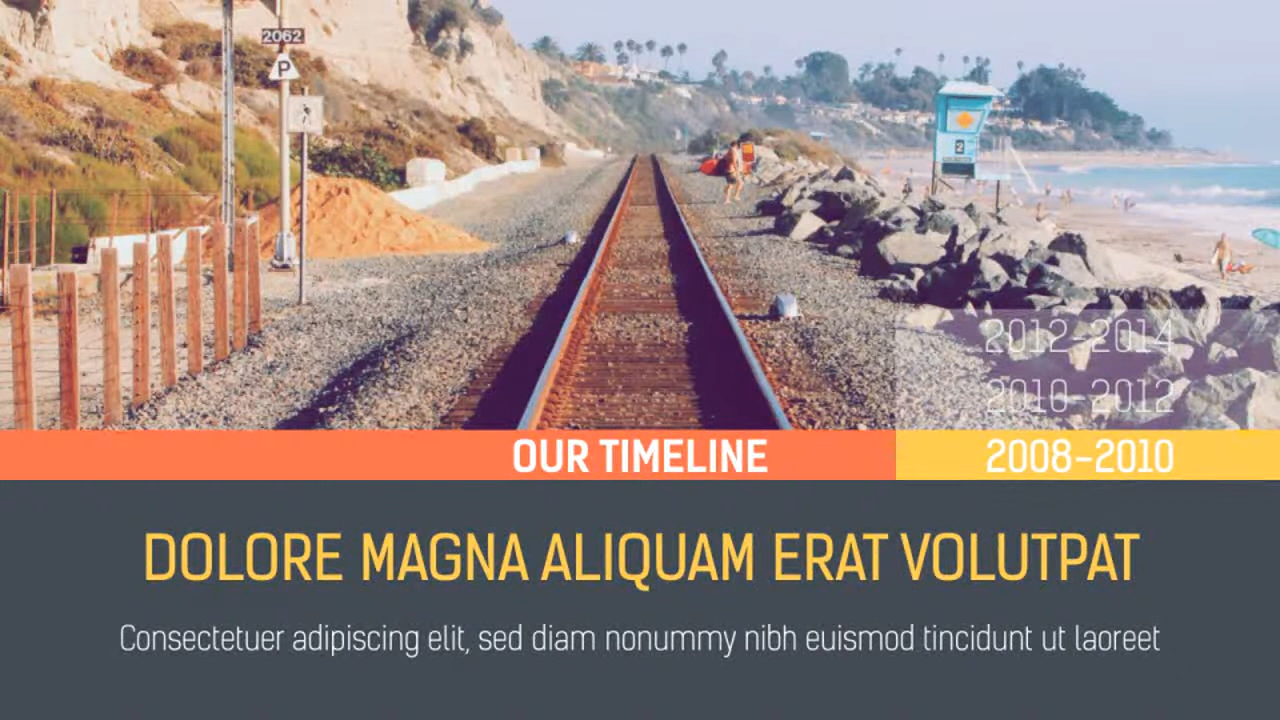 2062
P
2
2012-2014
2010-2012
OUR TIMELINE
2008-2010
DOLORE MAGNA ALIQUAM ERAT VOLUTPAT
Consectetuer adipiscing elit, sed diam nonummy nibh euismod tincidunt ut laoreet